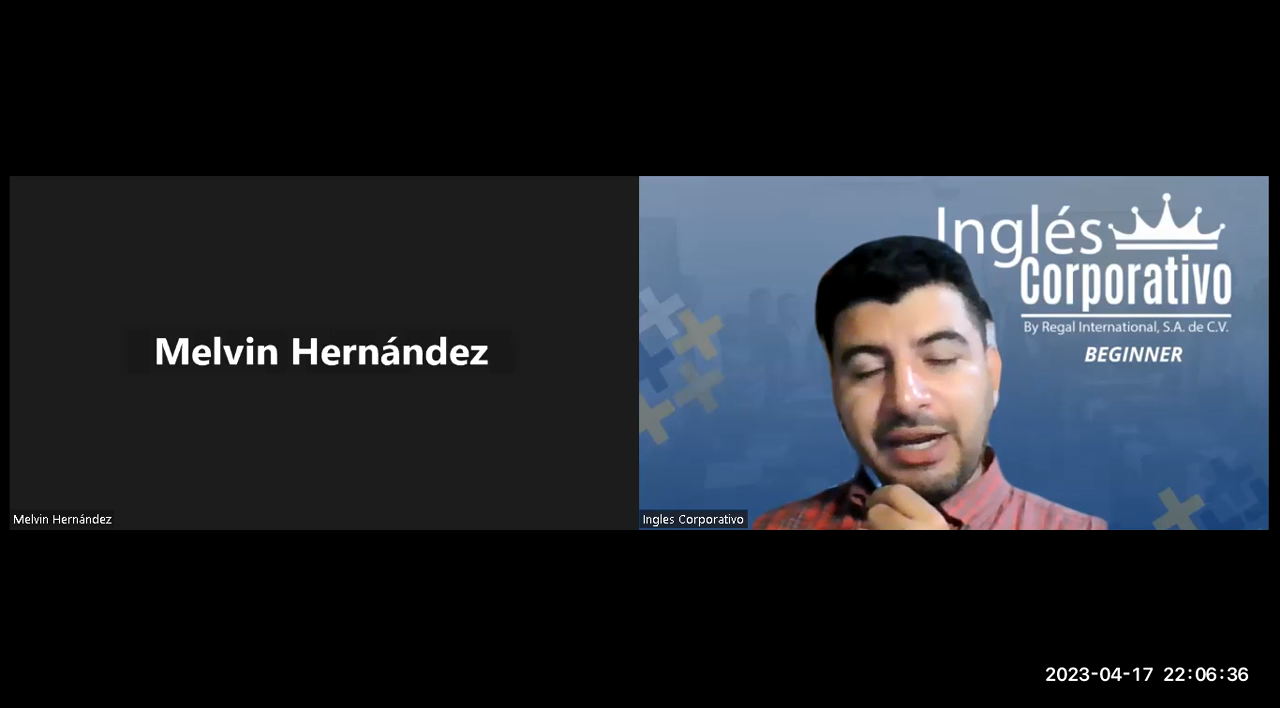 Melvin Hernández
Melvin Hernández
Inglés
Corporativo
By Regal International, S.A. de C.V.
BEGINNER
Ingles Corporativo
2023-04-17 22:06:36